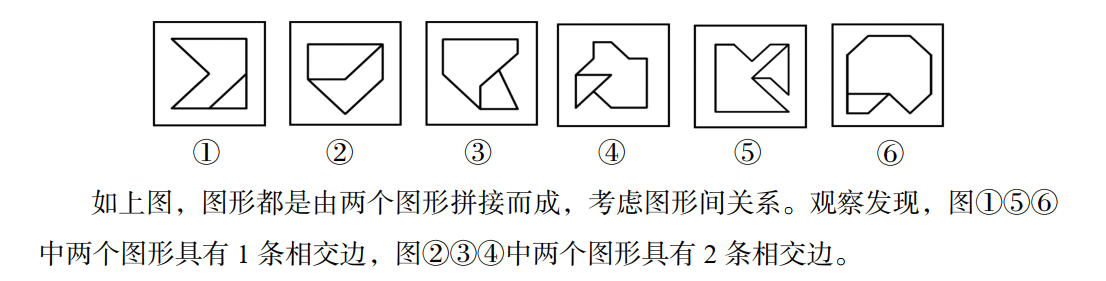 ① ② ③ ④ ⑤ ⑥
如上图，图形都是由两个图形拼接而成，考虑图形间关系。观察发现，图①⑤⑥
中两个图形具有 1 条相交边，图②③④中两个图形具有 2 条相交边。